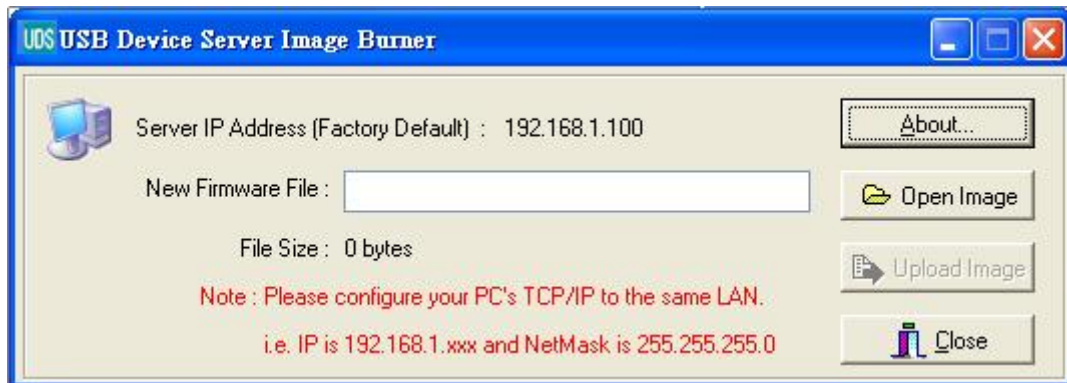 UDS USB Device Server Image Burner
Server IP Address (Factory Default) : 192.168.1.100
About...
New Firmware File :
Open Image
File Size : 0 bytes
Upload Image
Note : Please configure your PC's TCP/IP to the same LAN.
i.e. IP is 192.168.1.xxx and NetMask is 255.255.255.0
Close